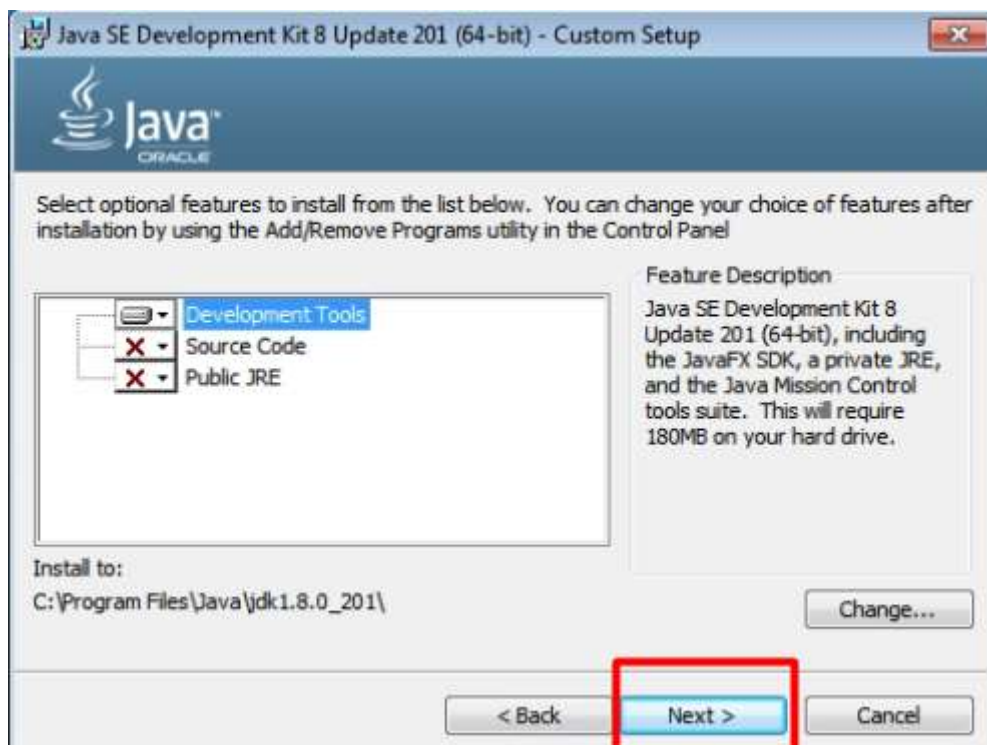 Java SE Development Kit 8 Update 201 (64-bit) - Custom Setup
Java™
ORACLE
Select optional features to install from the list below. You can change your choice of features after
installation by using the Add/Remove Programs utility in the Control Panel
Development Tools
Source Code
Public JRE
Feature Description
Java SE Development Kit 8
Update 201 (64-bit), including
the JavaFX SDK, a private JRE,
and the Java Mission Control
tools suite. This will require
180MB on your hard drive.
Install to:
C:\Program Files\Java\jdk1.8.0_201\
Change...
< Back
Next >
Cancel